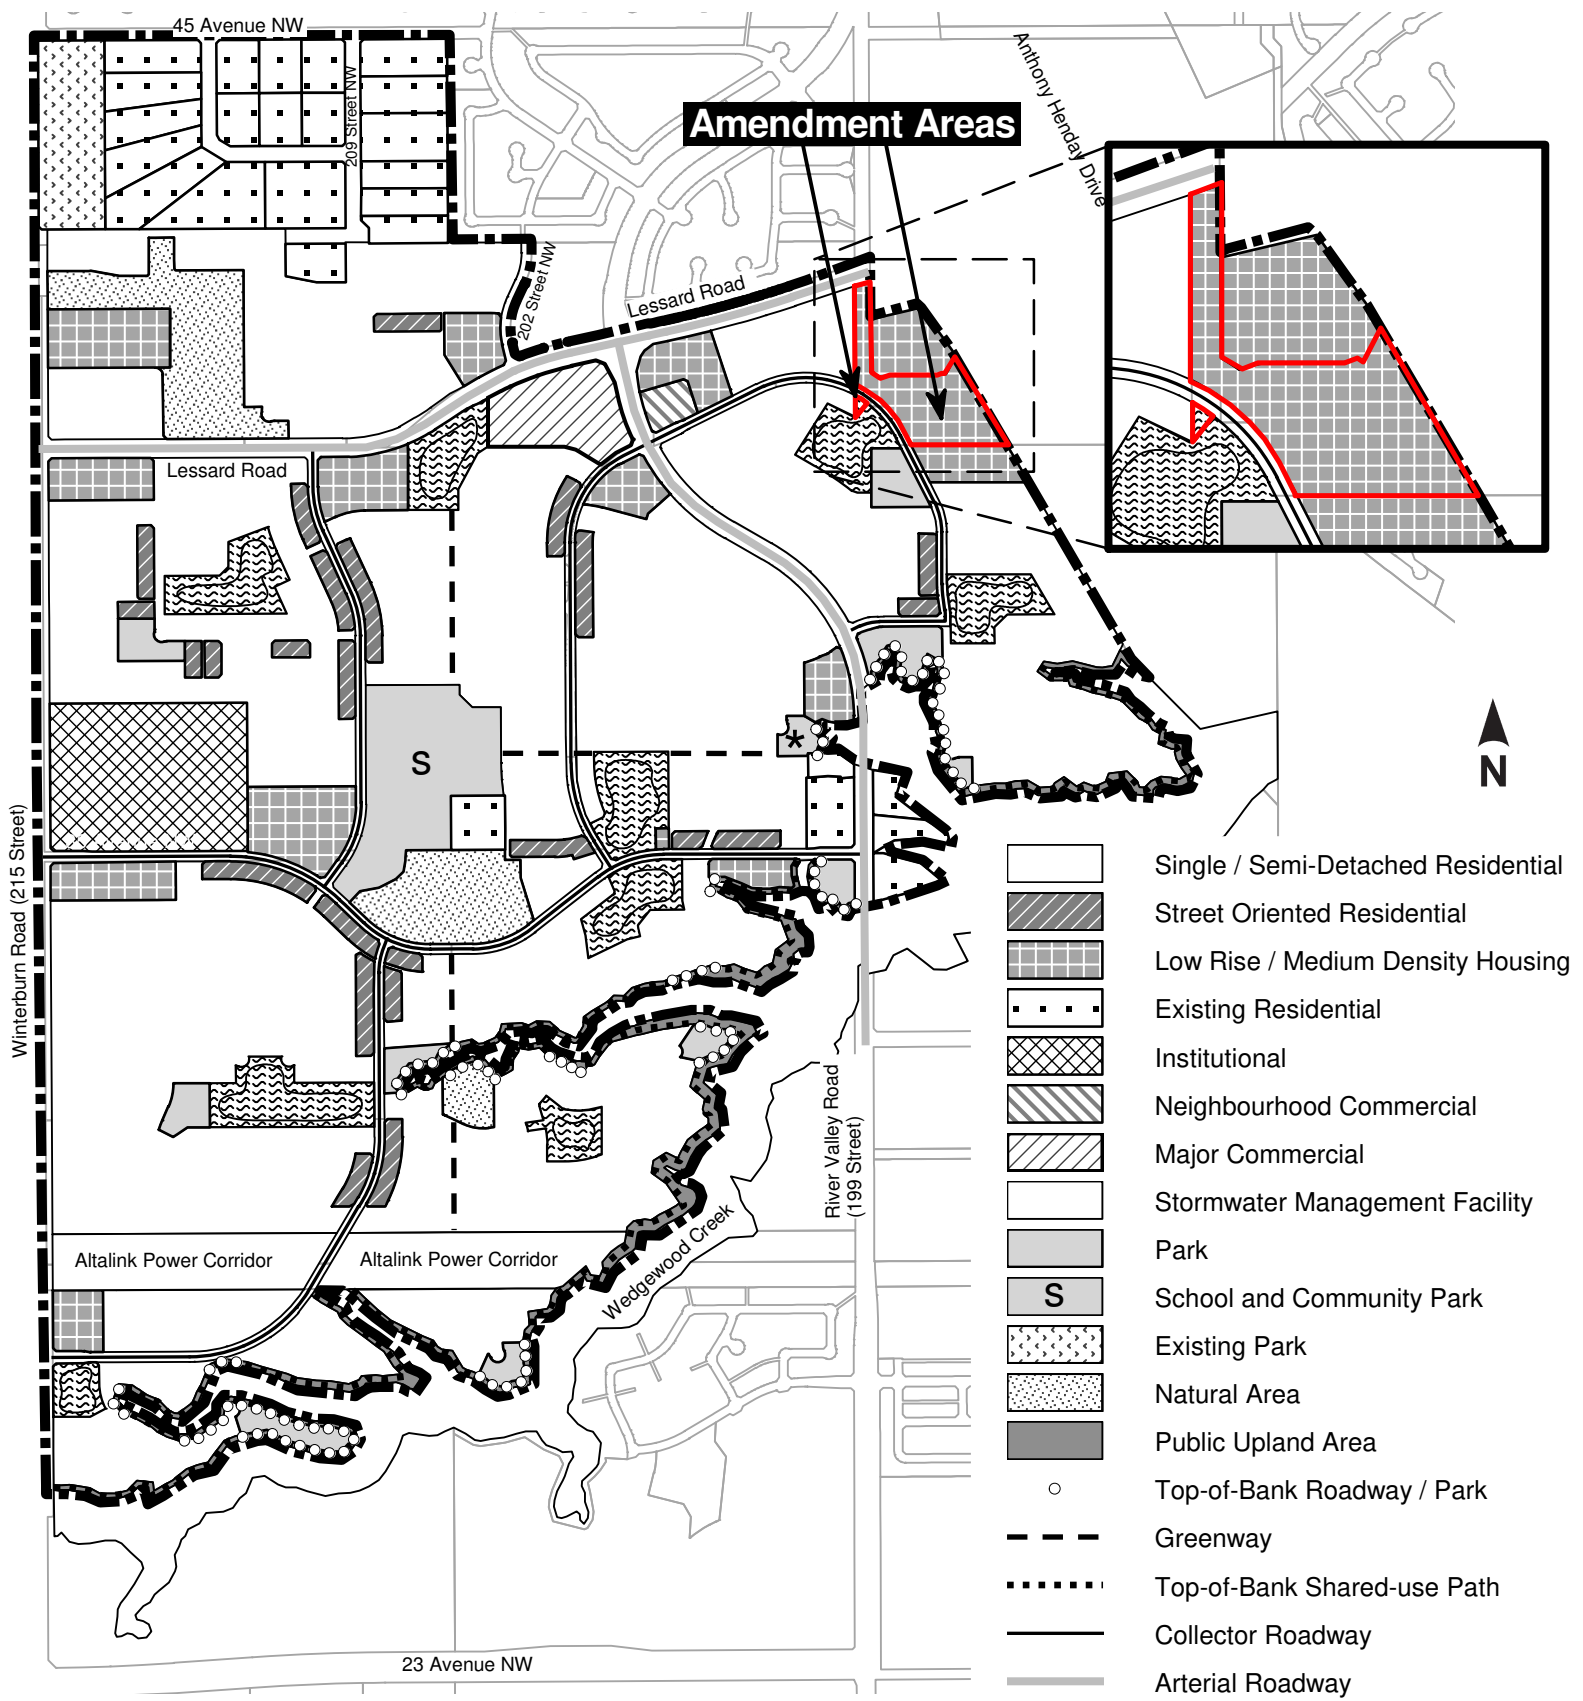 45 Avenue NW
209 Street NW
Amendment Areas
Anthony Henday Drive
202 Street NW
Lessard Road
Lessard Road
S
*
N
Winterburn Road (215 Street)
River Valley Road
(199 Street)
Wedgewood Creek
Altalink Power Corridor
Altalink Power Corridor
23 Avenue NW
Single / Semi-Detached Residential
Street Oriented Residential
Low Rise / Medium Density Housing
Existing Residential
Institutional
Neighbourhood Commercial
Major Commercial
Stormwater Management Facility
Park
S School and Community Park
Existing Park
Natural Area
Public Upland Area
Top-of-Bank Roadway / Park
Greenway
Top-of-Bank Shared-use Path
Collector Roadway
Arterial Roadway